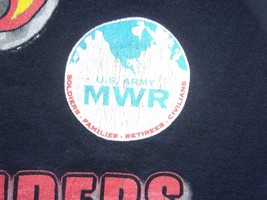 U.S. ARMY
MWR
SOLDIERS • FAMILIES • RETIREES • CIVILIANS